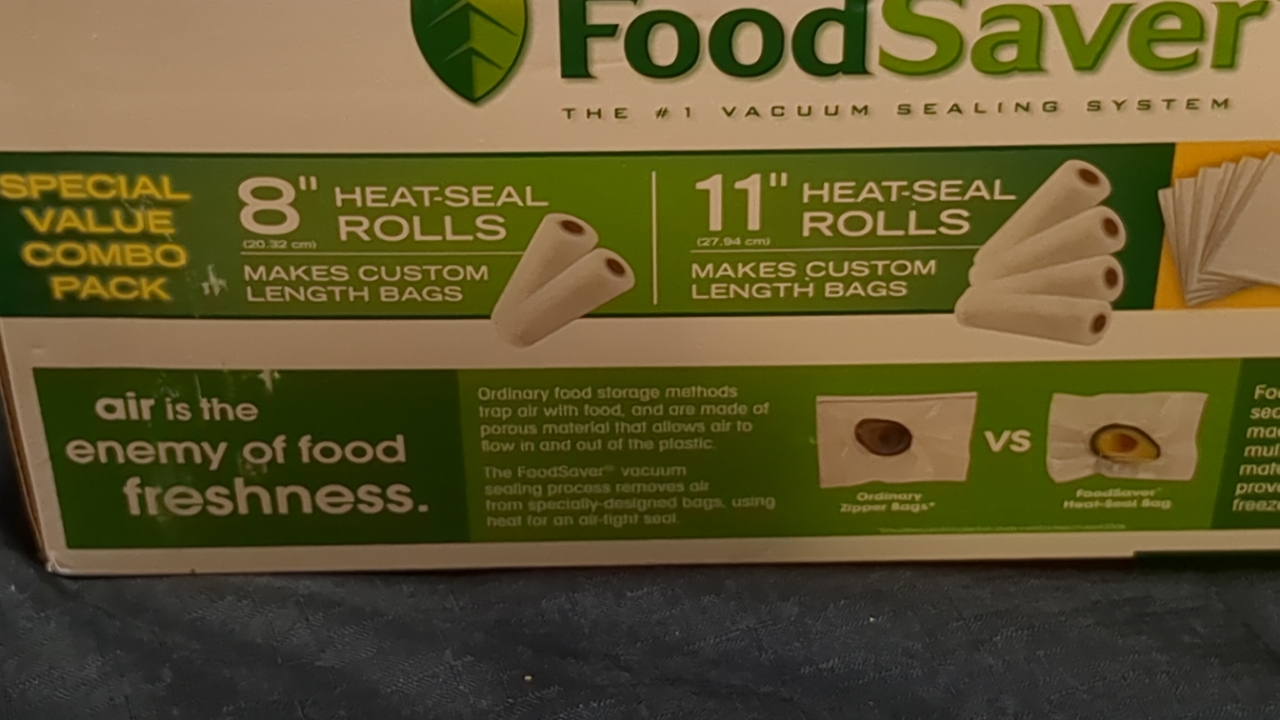 FoodSaver
THE #1 VACUUM SEALING SYSTEM
SPECIAL
VALUE
COMBO
PACK
8" HEAT-SEAL
ROLLS
(20.32 cm)
MAKES CUSTOM
LENGTH BAGS
11" HEAT-SEAL
ROLLS
(27.94 cm)
MAKES CUSTOM
LENGTH BAGS
air is the
enemy of food
freshness.
Ordinary food storage methods
trap air with food, and are made of
porous material that allows air to
flow in and out of the plastic.
The FoodSaver® vacuum
sealing process removes air
from specially-designed bags, using
heat for an air-tight seal.
Ordinary
Zipper Bags*
VS
FoodSaver®
Heat-Seal Bag